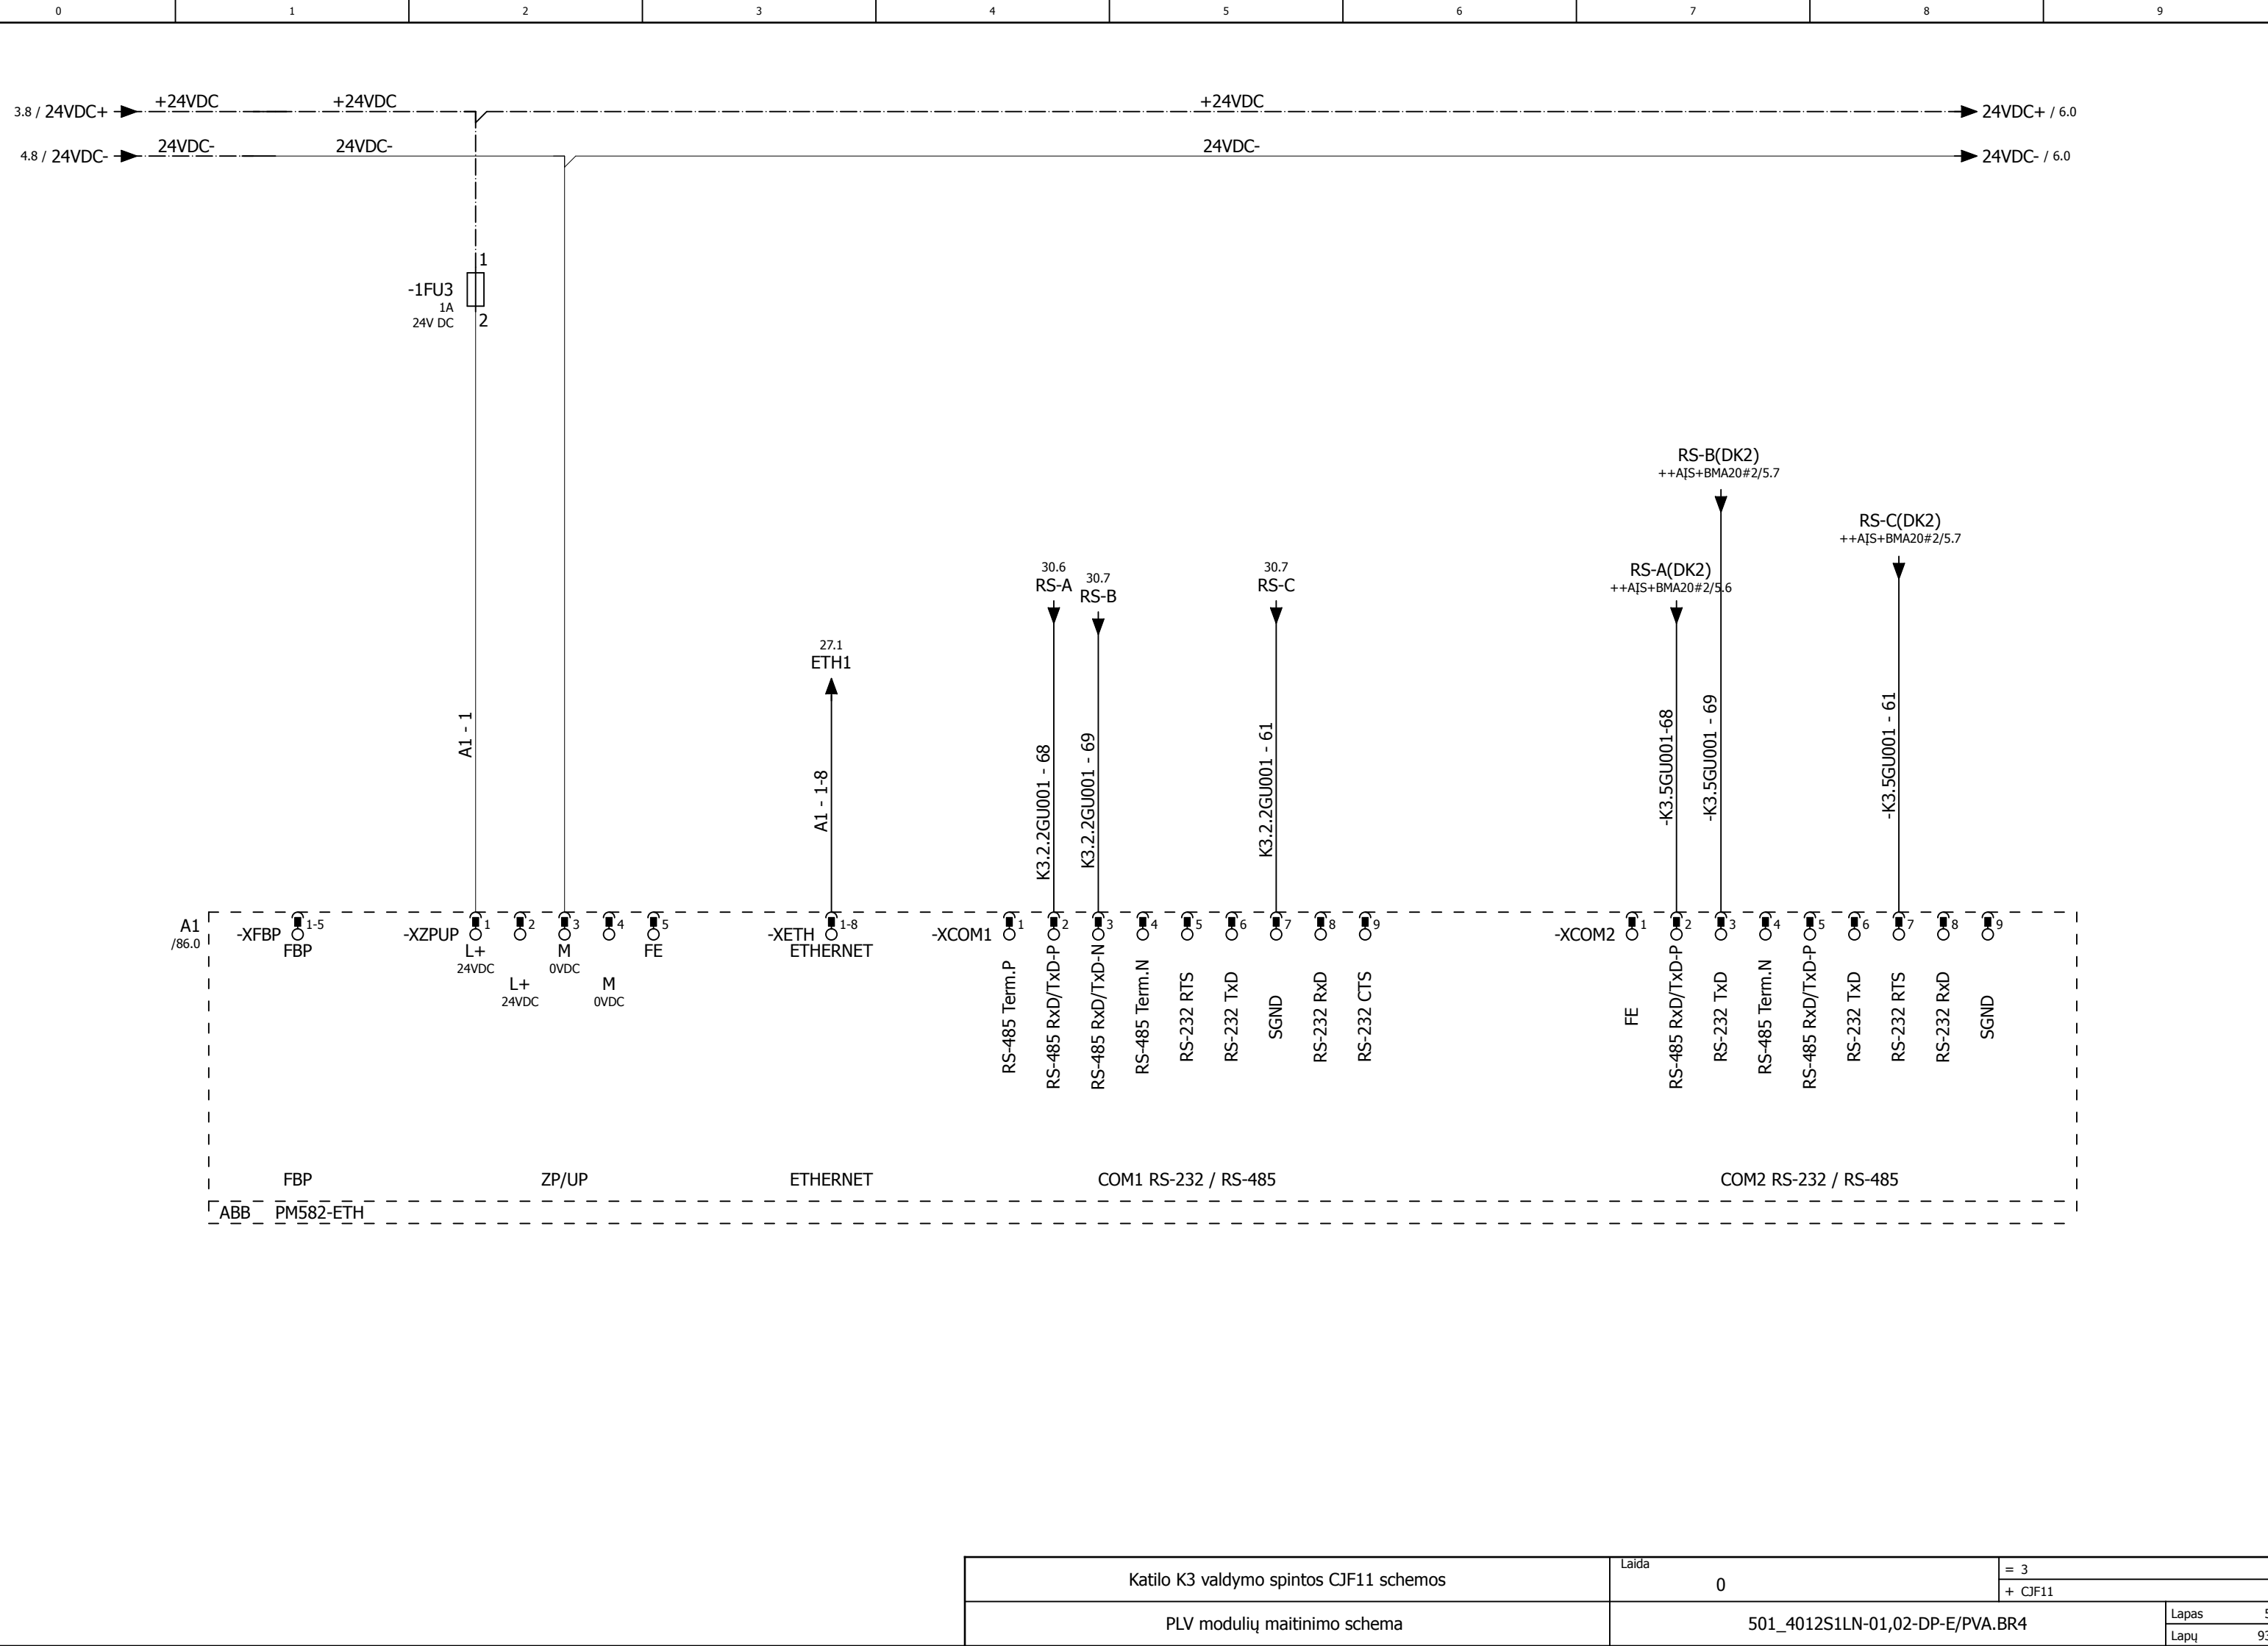 0 1 2 3 4 5 6 7 8 9
3.8 / 24VDC+ +24VDC +24VDC +24VDC 24VDC+ / 6.0
4.8 / 24VDC- 24VDC- 24VDC- 24VDC- 24VDC- / 6.0
1
-1FU3
1A
24V DC
2
RS-B(DK2)
++AĮS+BMA20#2/5.7
RS-C(DK2)
++AĮS+BMA20#2/5.7
30.6
RS-A
30.7
RS-B
30.7
RS-C
RS-A(DK2)
++AĮS+BMA20#2/5.6
27.1
ETH1
A1 - 1
A1 - 1-8
K3.2.2GU001 - 68
K3.2.2GU001 - 69
K3.2.2GU001 - 61
-K3.5GU001-68
-K3.5GU001 - 69
-K3.5GU001 - 61
A1
/86.0
-XFBP 1-5
FBP
-XZPUP 1 2 3 4 5
L+ M FE
24VDC 0VDC
L+ M
24VDC 0VDC
-XETH 1-8
ETHERNET
-XCOM1 1 2 3 4 5 6 7 8 9
RS-485 Term.P
RS-485 RxD/TxD-P
RS-485 RxD/TxD-N
RS-485 Term.N
RS-232 RTS
RS-232 TxD
SGND
RS-232 RxD
RS-232 CTS
-XCOM2 1 2 3 4 5 6 7 8 9
FE
RS-485 RxD/TxD-P
RS-232 TxD
RS-485 Term.N
RS-485 RxD/TxD-P
RS-232 TxD
RS-232 RTS
RS-232 RxD
SGND
FBP ZP/UP ETHERNET COM1 RS-232 / RS-485 COM2 RS-232 / RS-485
ABB PM582-ETH
Katilo K3 valdymo spintos CJF11 schemos
Laida
0
= 3
+ CJF11
PLV modulių maitinimo schema
501_4012S1LN-01,02-DP-E/PVA.BR4
Lapas
Lapų